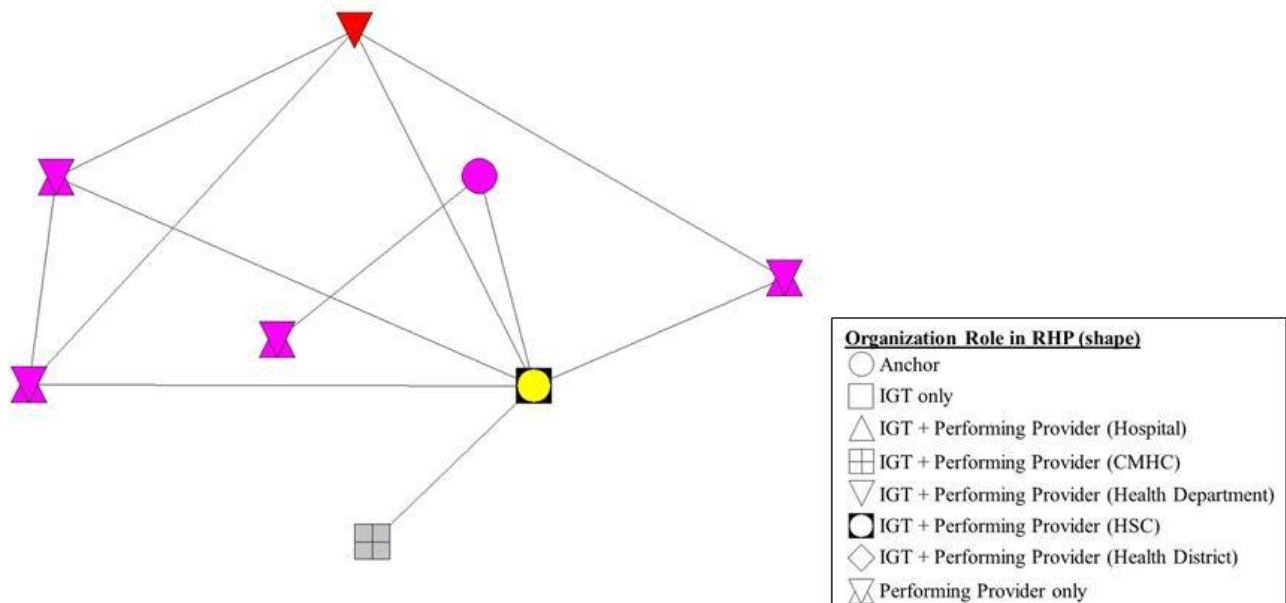 Organization Role in RHP (shape)
Anchor
IGT only
IGT + Performing Provider (Hospital)
IGT + Performing Provider (CMHC)
IGT + Performing Provider (Health Department)
IGT + Performing Provider (HSC)
IGT + Performing Provider (Health District)
Performing Provider only